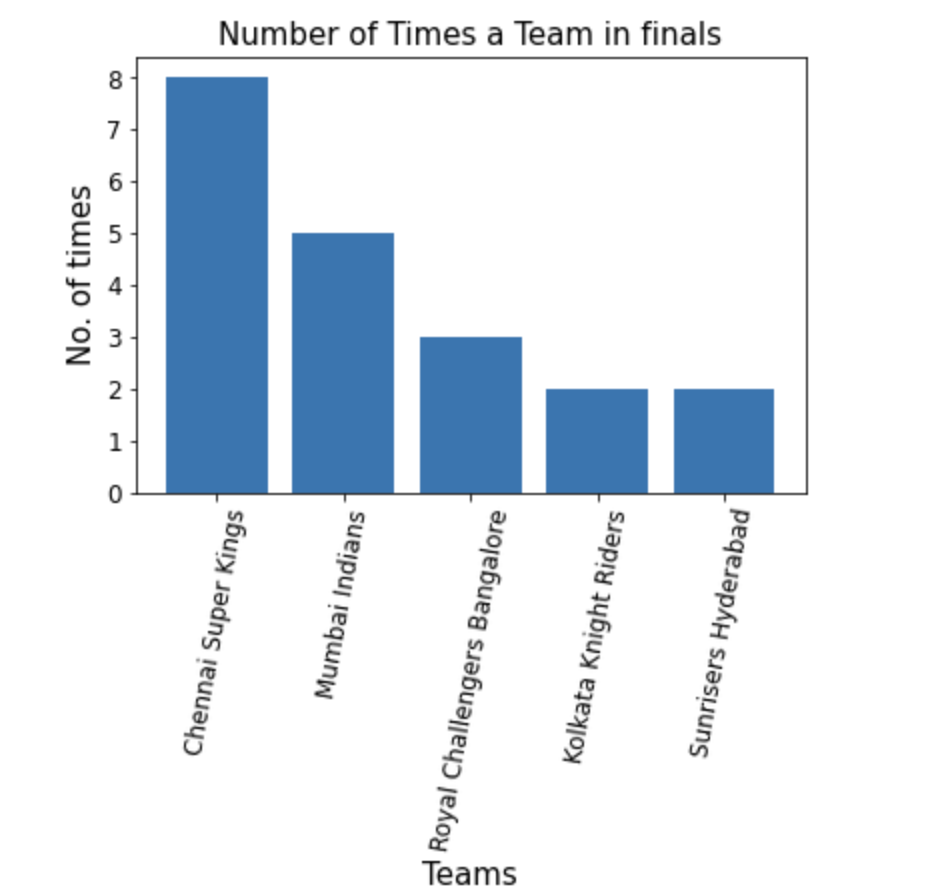 Number of Times a Team in finals
No. of times
8
7
6
5
4
3
2
1
0
Chennai Super Kings
Mumbai Indians
Royal Challengers Bangalore
Kolkata Knight Riders
Sunrisers Hyderabad
Teams